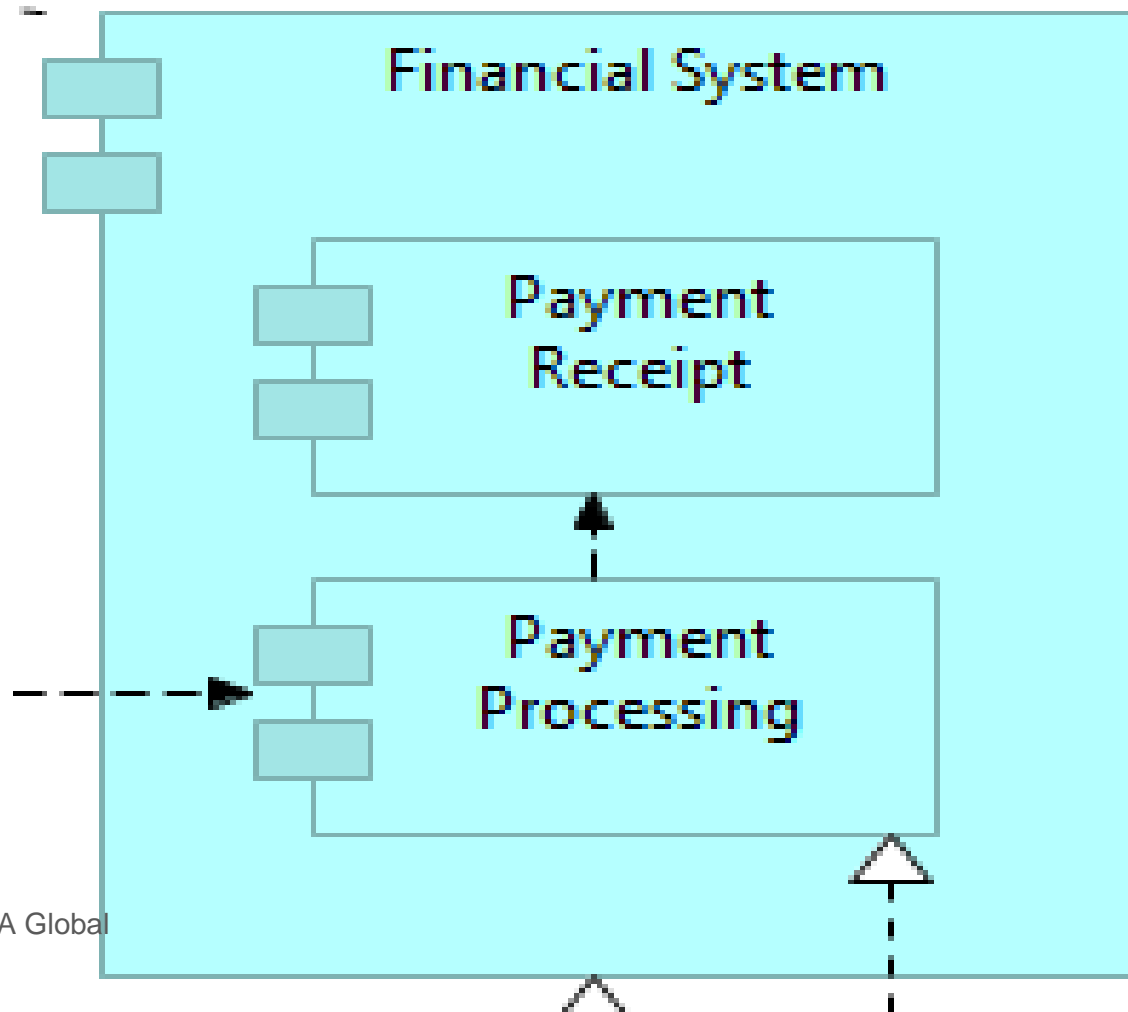 Financial System
Payment
Receipt
Payment
Processing
A Global